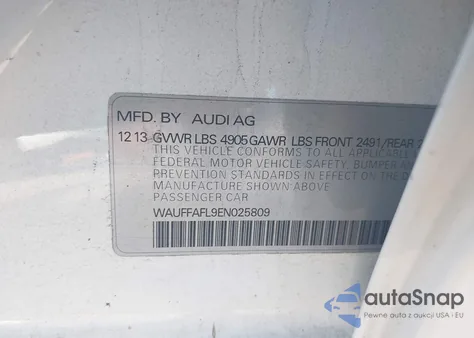 MFD. BY AUDI AG
12 13 GVWR LBS 4905 GAWR LBS FRONT 2491/REAR
THIS VEHICLE CONFORMS TO ALL APPLICABLE
FEDERAL MOTOR VEHICLE SAFETY, BUMPER AN
PREVENTION STANDARDS IN EFFECT ON THE D
MANUFACTURE SHOWN ABOVE.
PASSENGER CAR
WAUFFAFL9EN025809
autoSnap
Pewne auta z aukcji USA i EU